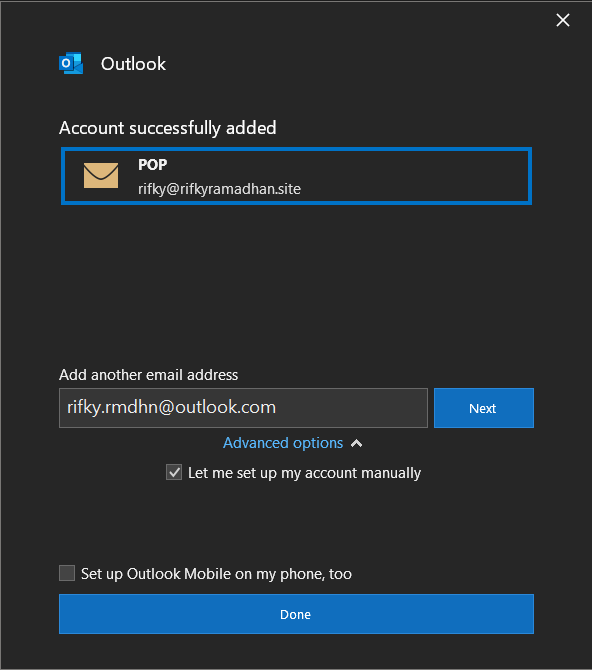 Outlook
Account successfully added
POP
rifky@rifkyramadhan.site
Add another email address
rifky.rmdhn@outlook.com
Next
Advanced options
Let me set up my account manually
Set up Outlook Mobile on my phone, too
Done